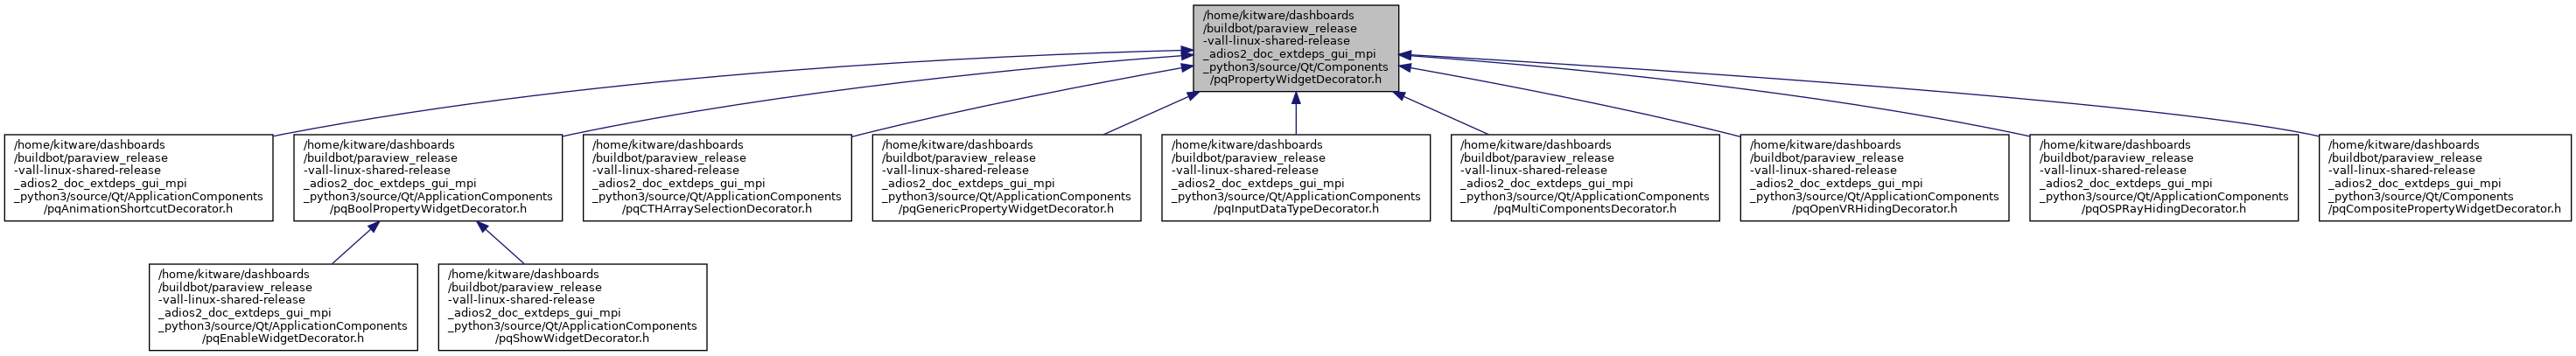 /home/kitware/dashboards
/buildbot/paraview_release
-vall-linux-shared-release
_adios2_doc_extdeps_gui_mpi
_python3/source/Qt/Components
/pqPropertyWidgetDecorator.h
/home/kitware/dashboards
/buildbot/paraview_release
-vall-linux-shared-release
_adios2_doc_extdeps_gui_mpi
_python3/source/Qt/ApplicationComponents
/pqAnimationShortcutDecorator.h
/home/kitware/dashboards
/buildbot/paraview_release
-vall-linux-shared-release
_adios2_doc_extdeps_gui_mpi
_python3/source/Qt/ApplicationComponents
/pqBoolPropertyWidgetDecorator.h
/home/kitware/dashboards
/buildbot/paraview_release
-vall-linux-shared-release
_adios2_doc_extdeps_gui_mpi
_python3/source/Qt/ApplicationComponents
/pqCTHArraySelectionDecorator.h
/home/kitware/dashboards
/buildbot/paraview_release
-vall-linux-shared-release
_adios2_doc_extdeps_gui_mpi
_python3/source/Qt/ApplicationComponents
/pqGenericPropertyWidgetDecorator.h
/home/kitware/dashboards
/buildbot/paraview_release
-vall-linux-shared-release
_adios2_doc_extdeps_gui_mpi
_python3/source/Qt/ApplicationComponents
/pqInputDataTypeDecorator.h
/home/kitware/dashboards
/buildbot/paraview_release
-vall-linux-shared-release
_adios2_doc_extdeps_gui_mpi
_python3/source/Qt/ApplicationComponents
/pqMultiComponentsDecorator.h
/home/kitware/dashboards
/buildbot/paraview_release
-vall-linux-shared-release
_adios2_doc_extdeps_gui_mpi
_python3/source/Qt/ApplicationComponents
/pqOpenVRHidingDecorator.h
/home/kitware/dashboards
/buildbot/paraview_release
-vall-linux-shared-release
_adios2_doc_extdeps_gui_mpi
_python3/source/Qt/ApplicationComponents
/pqOSPRayHidingDecorator.h
/home/kitware/dashboards
/buildbot/paraview_release
-vall-linux-shared-release
_adios2_doc_extdeps_gui_mpi
_python3/source/Qt/Components
/pqCompositePropertyWidgetDecorator.h
/home/kitware/dashboards
/buildbot/paraview_release
-vall-linux-shared-release
_adios2_doc_extdeps_gui_mpi
_python3/source/Qt/ApplicationComponents
/pqEnableWidgetDecorator.h
/home/kitware/dashboards
/buildbot/paraview_release
-vall-linux-shared-release
_adios2_doc_extdeps_gui_mpi
_python3/source/Qt/ApplicationComponents
/pqShowWidgetDecorator.h